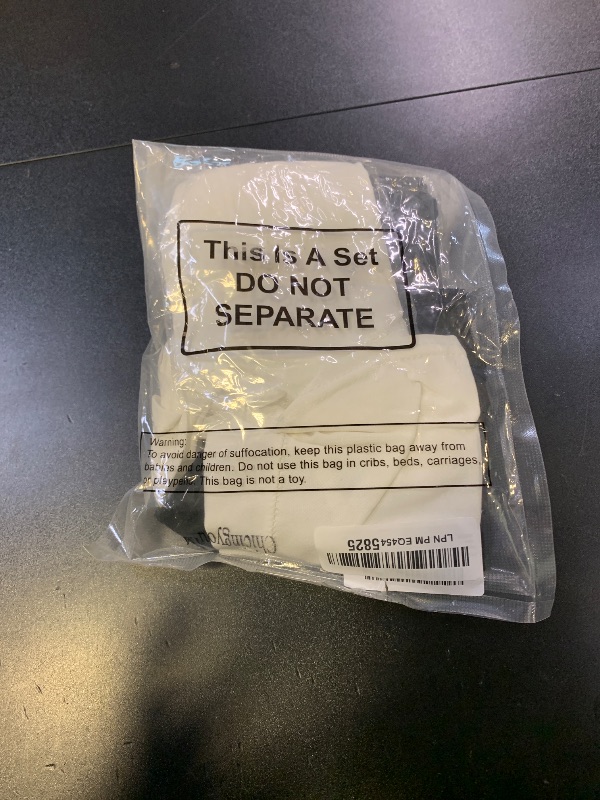 This Is A Set
DO NOT
SEPARATE
Warning:
To avoid danger of suffocation, keep this plastic bag away from
babies and children. Do not use this bag in cribs, beds, carriages,
or playpens. This bag is not a toy.
LPN PM EQ4545825